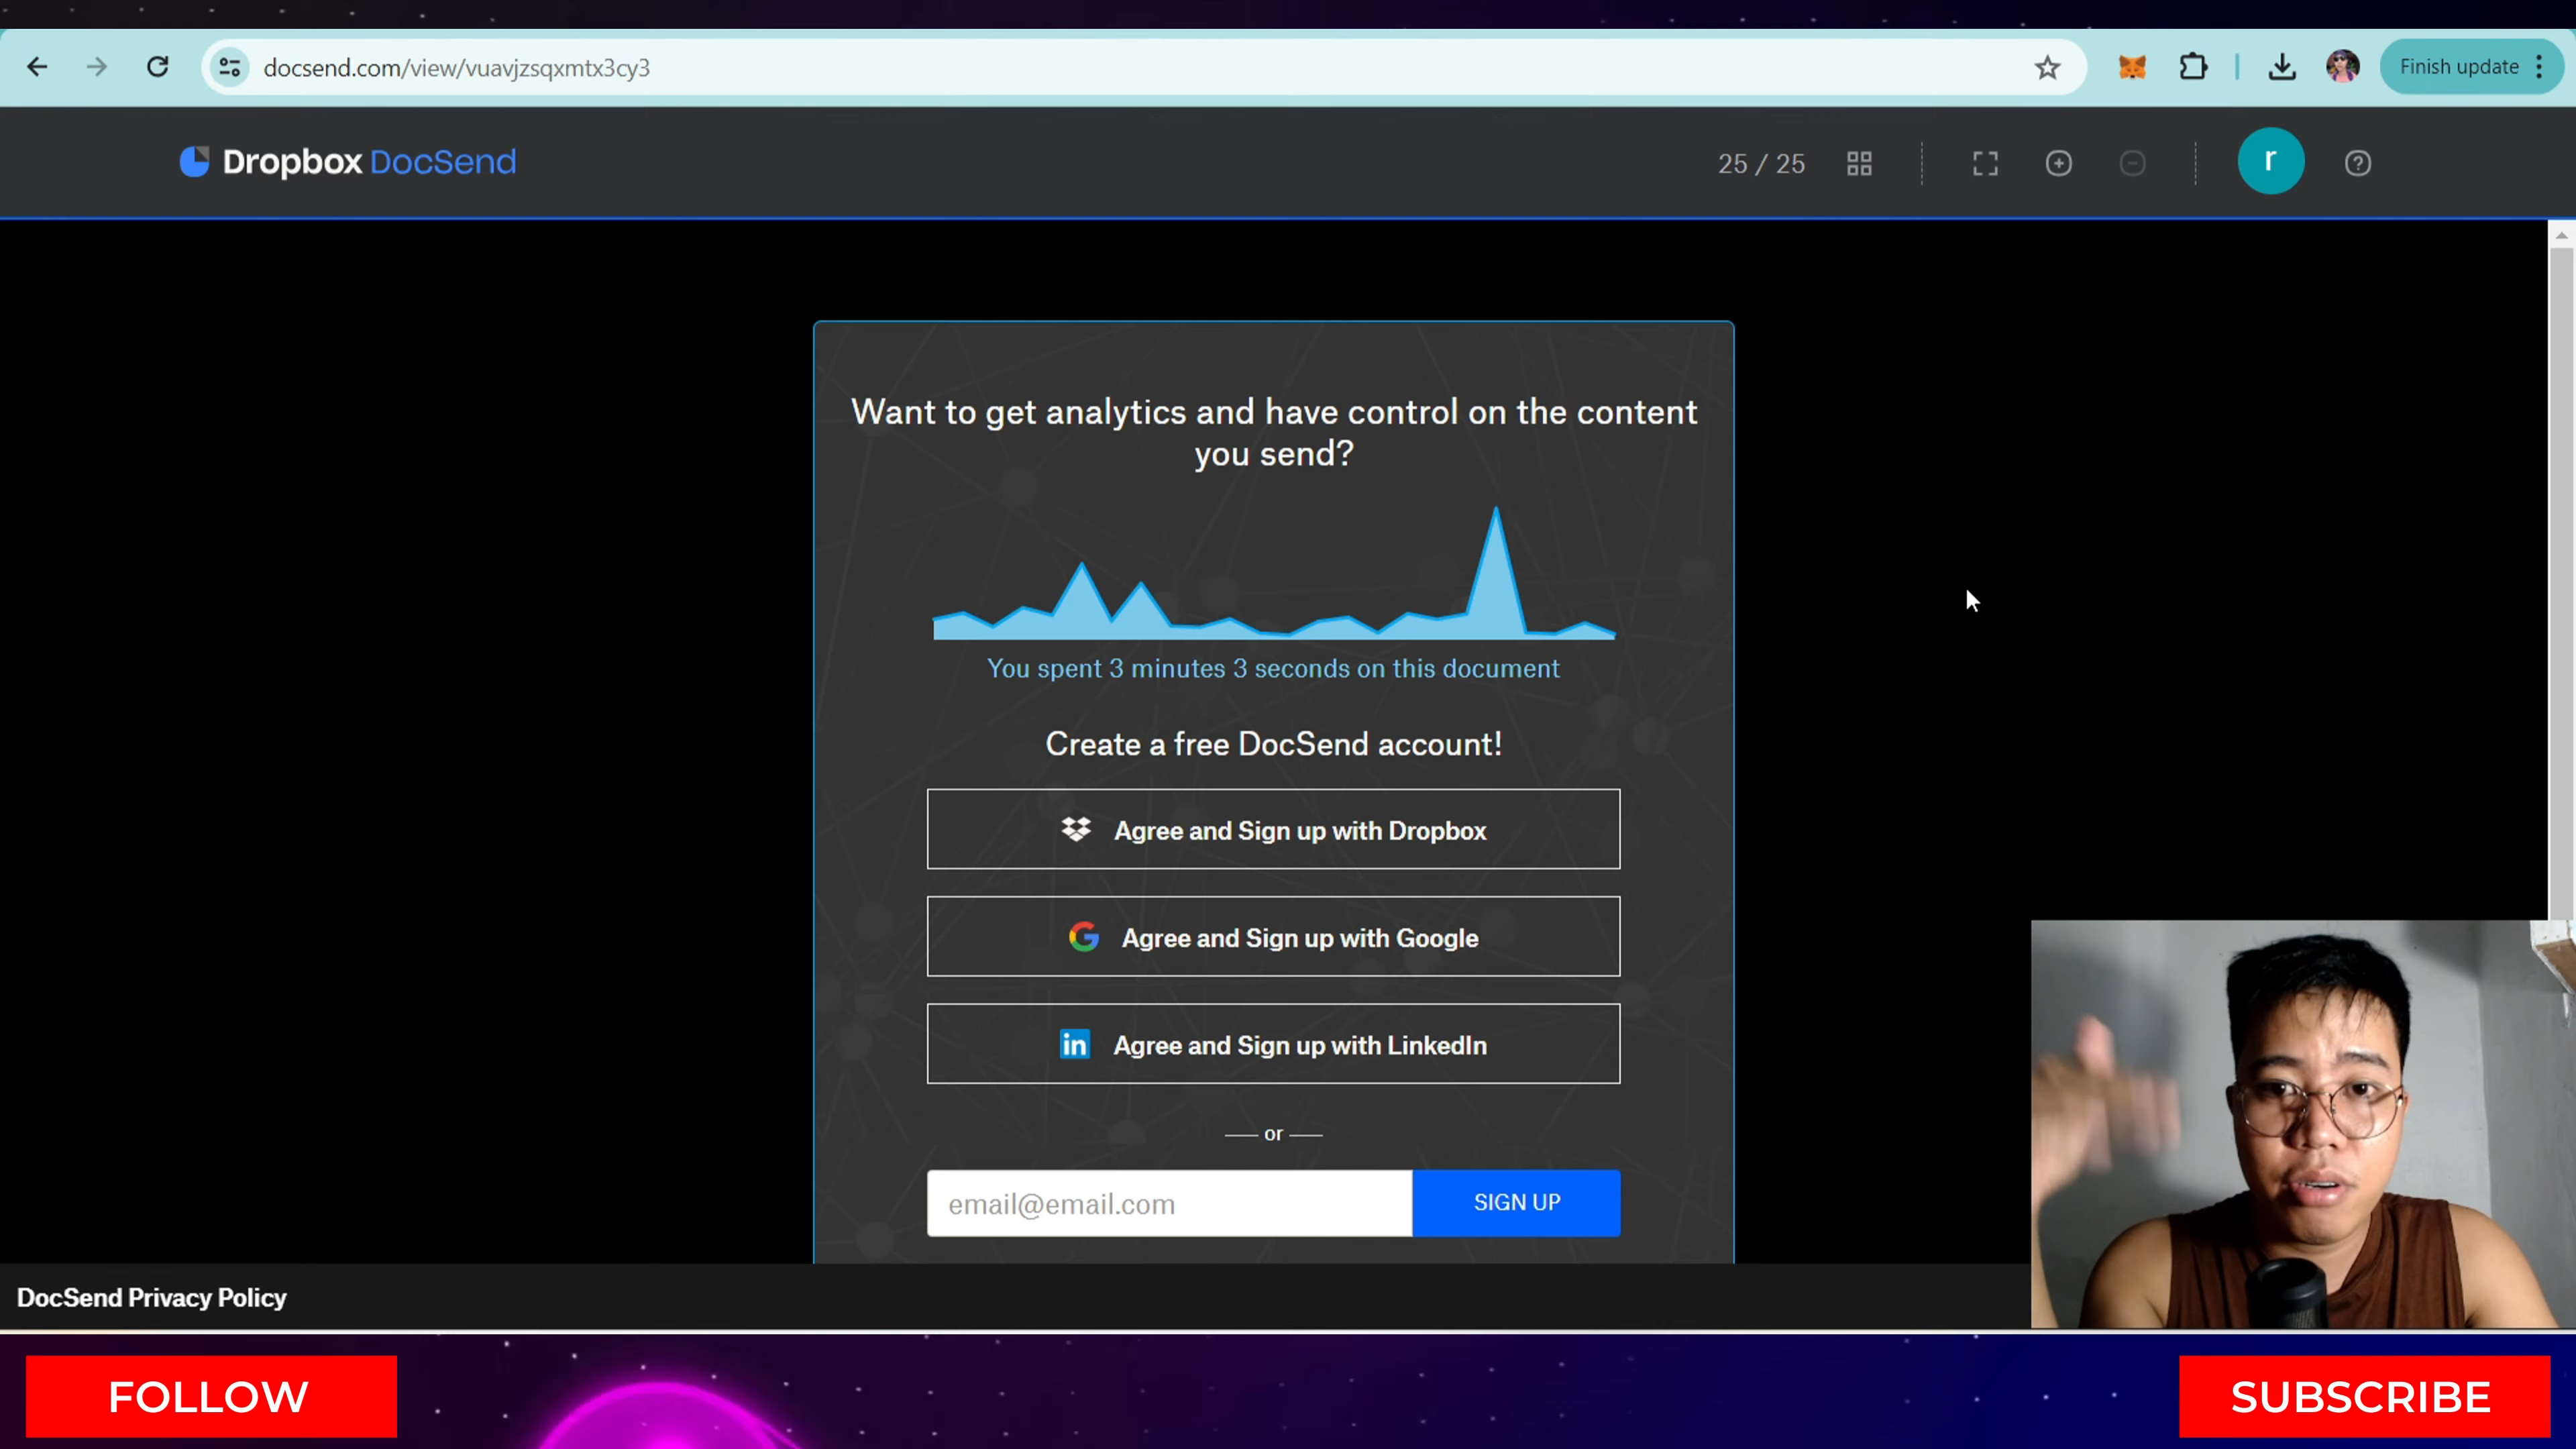 docsend.com/view/vuavjzsqxmtx3cy3
Finish update
Dropbox DocSend
25 / 25
r
Want to get analytics and have control on the content
you send?
You spent 3 minutes 3 seconds on this document
Create a free DocSend account!
Agree and Sign up with Dropbox
G Agree and Sign up with Google
in Agree and Sign up with LinkedIn
or
email@email.com
SIGN UP
DocSend Privacy Policy
FOLLOW
SUBSCRIBE